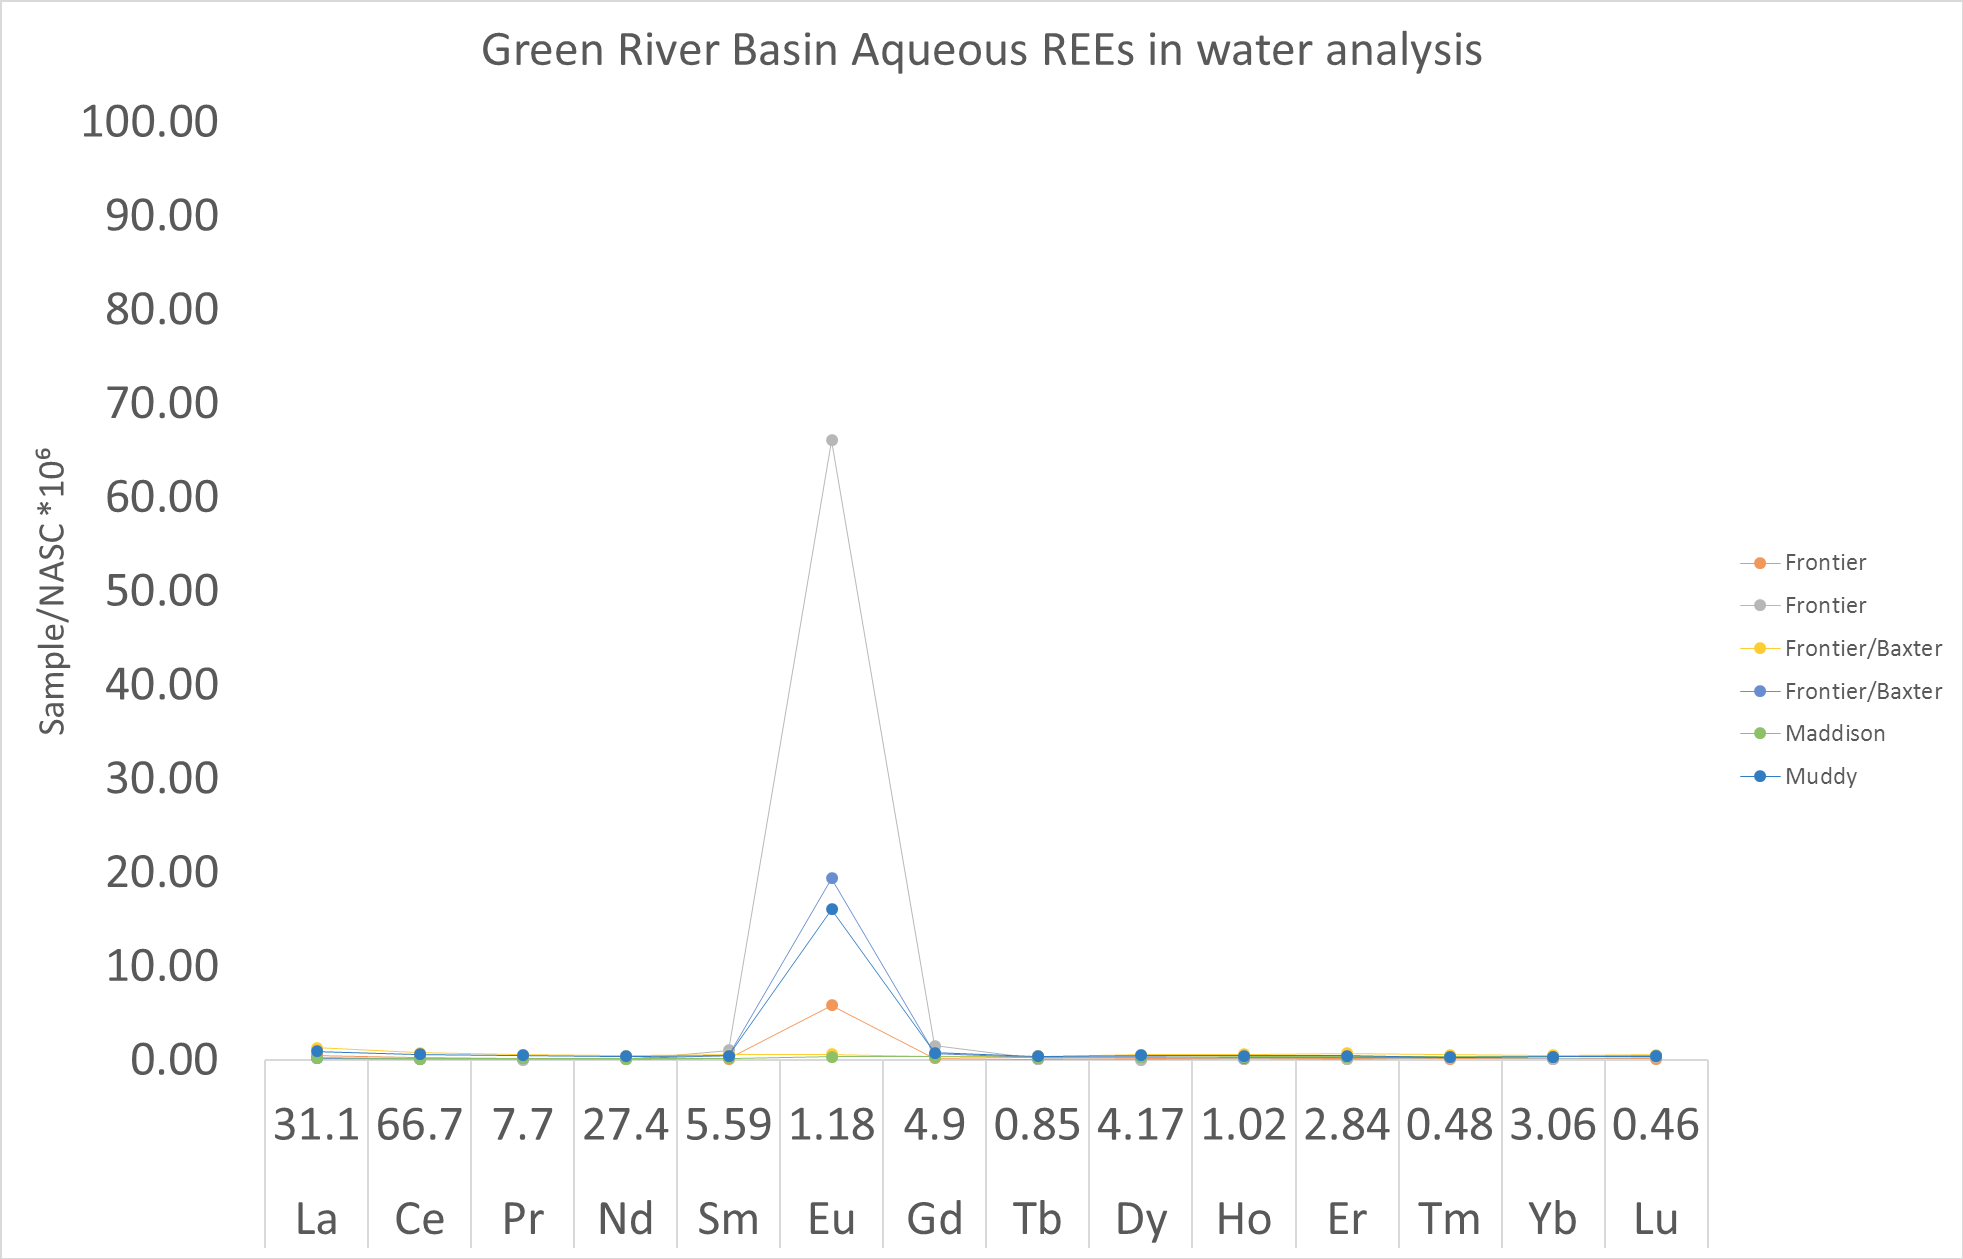 Green River Basin Aqueous REEs in water analysis
100.00
90.00
80.00
70.00
60.00
50.00
40.00
30.00
20.00
10.00
0.00
Sample/NASC *10⁶
31.1 66.7 7.7 27.4 5.59 1.18 4.9 0.85 4.17 1.02 2.84 0.48 3.06 0.46
La Ce Pr Nd Sm Eu Gd Tb Dy Ho Er Tm Yb Lu
Frontier
Frontier
Frontier/Baxter
Frontier/Baxter
Maddison
Muddy